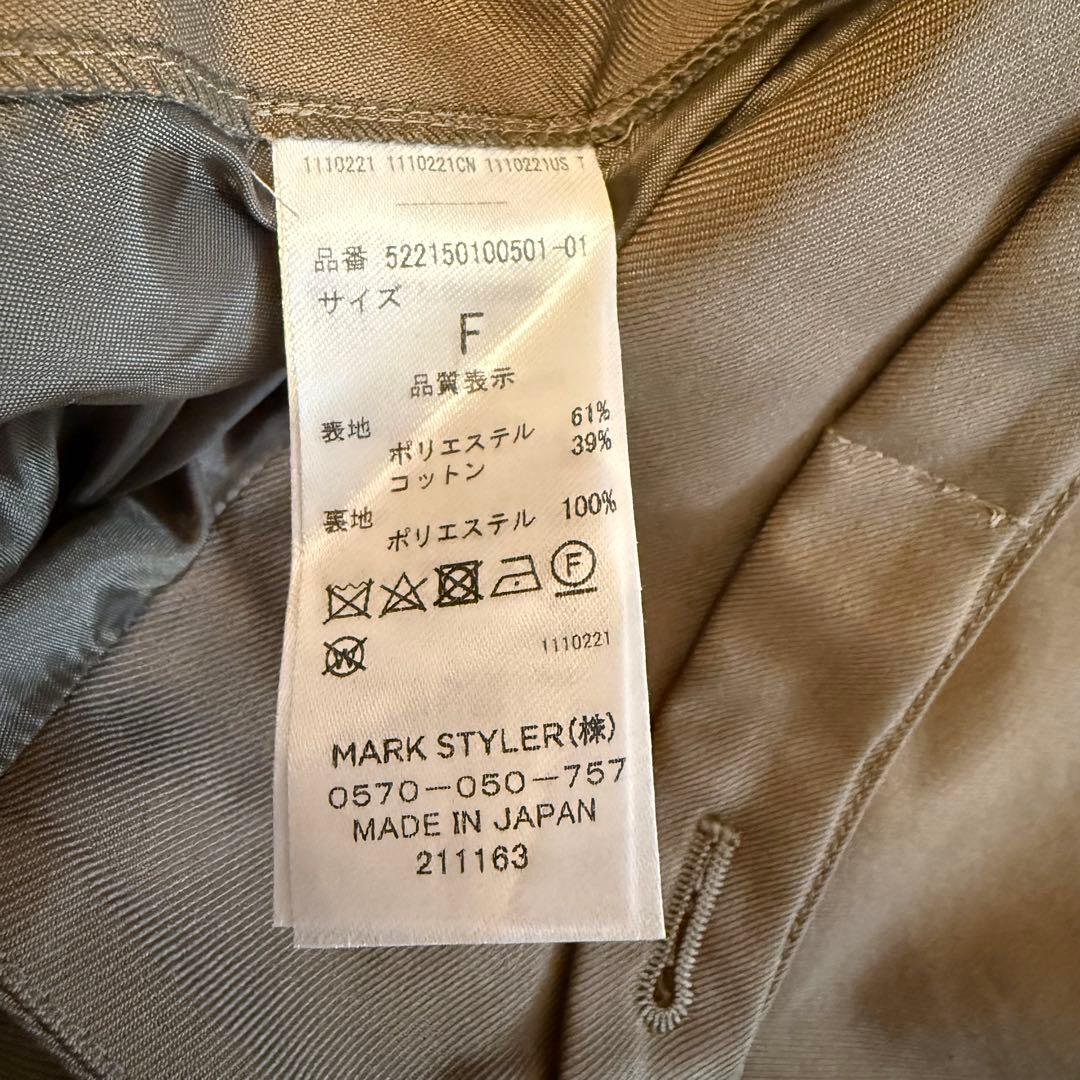 1110221 1110221CN 1110221US T
品番 522150100501-01
サイズ
F
品質表示
表地 ポリエステル 61%
コットン 39%
裏地 ポリエステル 100%
F
W
1110221
MARK STYLER(株)
0570-050-757
MADE IN JAPAN
211163